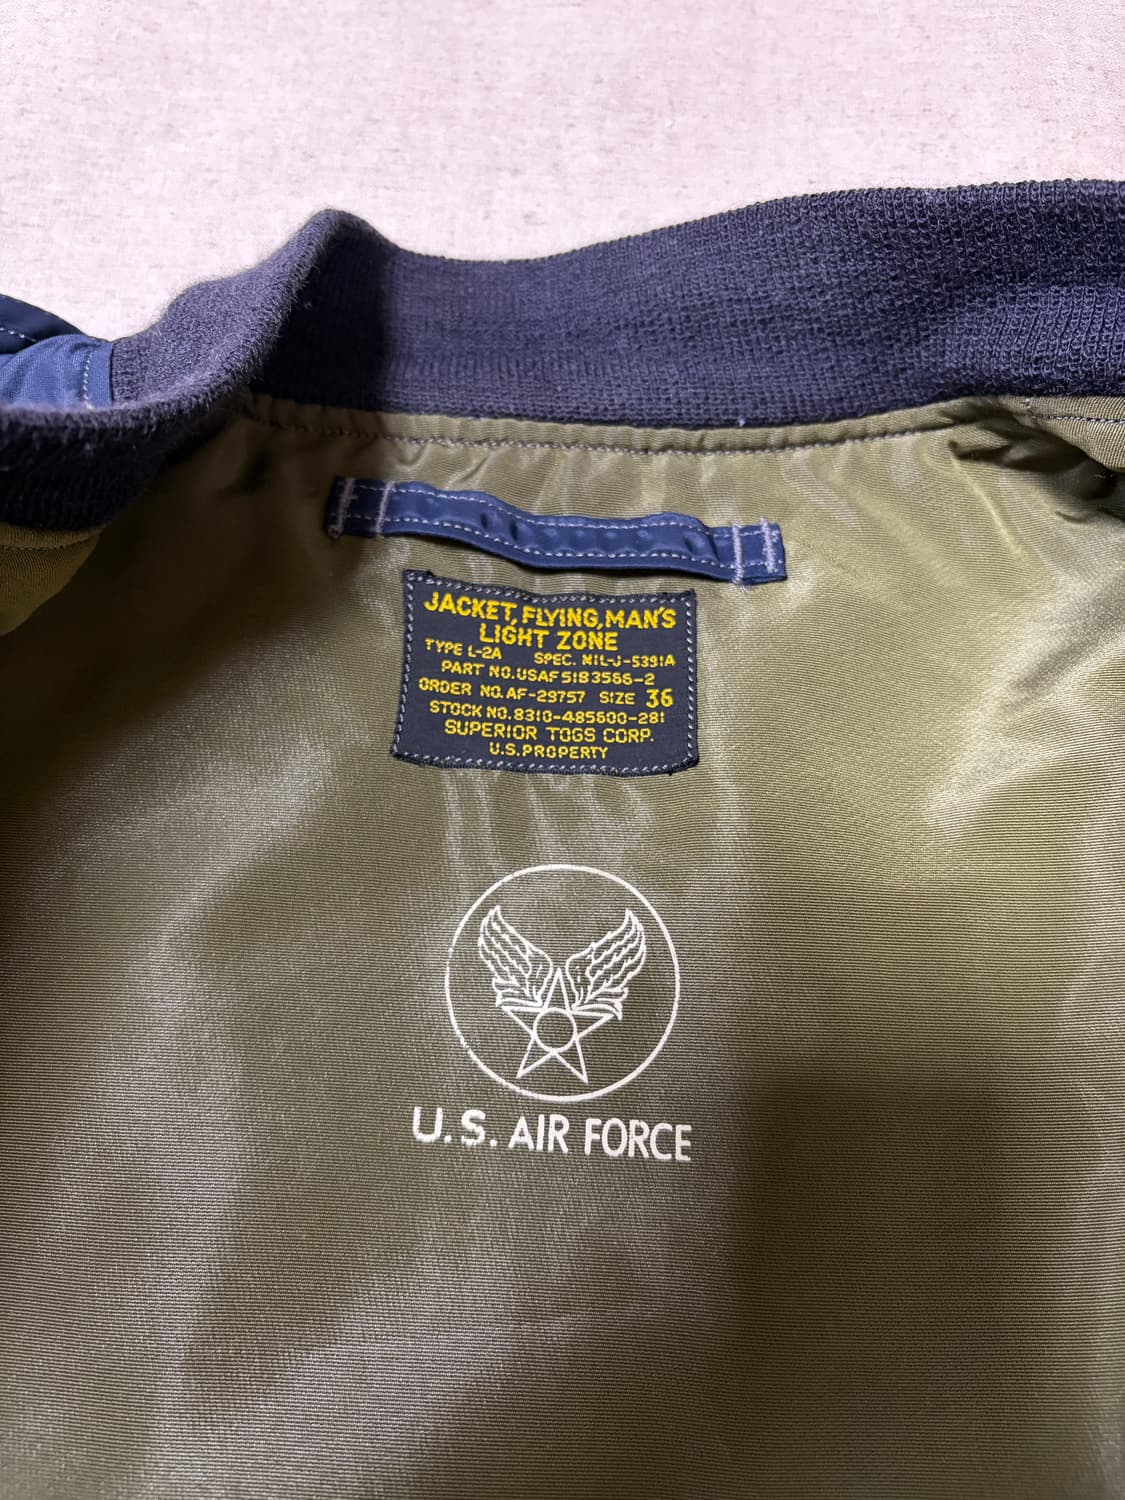 JACKET, FLYING, MAN'S
LIGHT ZONE
TYPE L-2A SPEC. MIL-J-5391A
PART NO. USAF 51B3566-2
ORDER NO. AF-29757 SIZE 36
STOCK NO. 8310-485600-281
SUPERIOR TOGS CORP.
U.S. PROPERTY
U.S. AIR FORCE